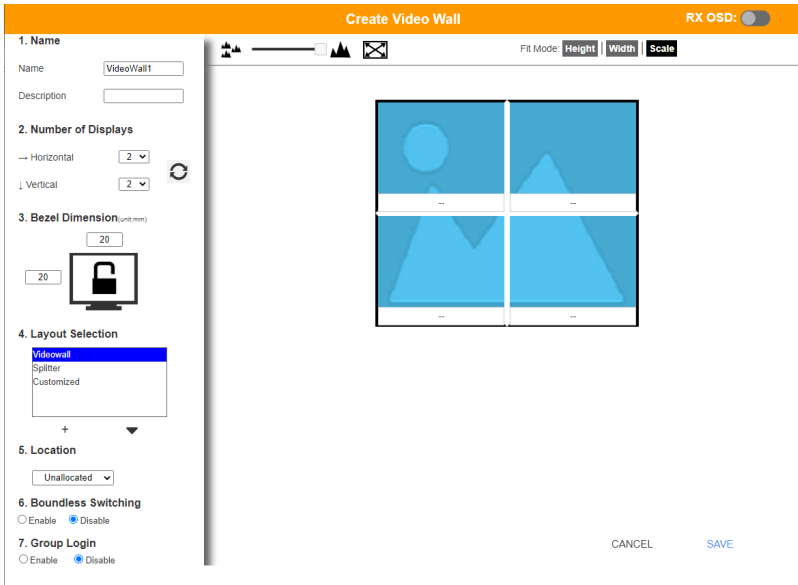 Create Video Wall
RX OSD:
1. Name
Name VideoWall1
Description
2. Number of Displays
→ Horizontal 2
↓ Vertical 2
3. Bezel Dimension(unit:mm)
20
20
4. Layout Selection
Videowall
Splitter
Customized
+
5. Location
Unallocated
6. Boundless Switching
Enable Disable
7. Group Login
Enable Disable
Fit Mode: Height | Width | Scale
-- --
-- --
CANCEL SAVE